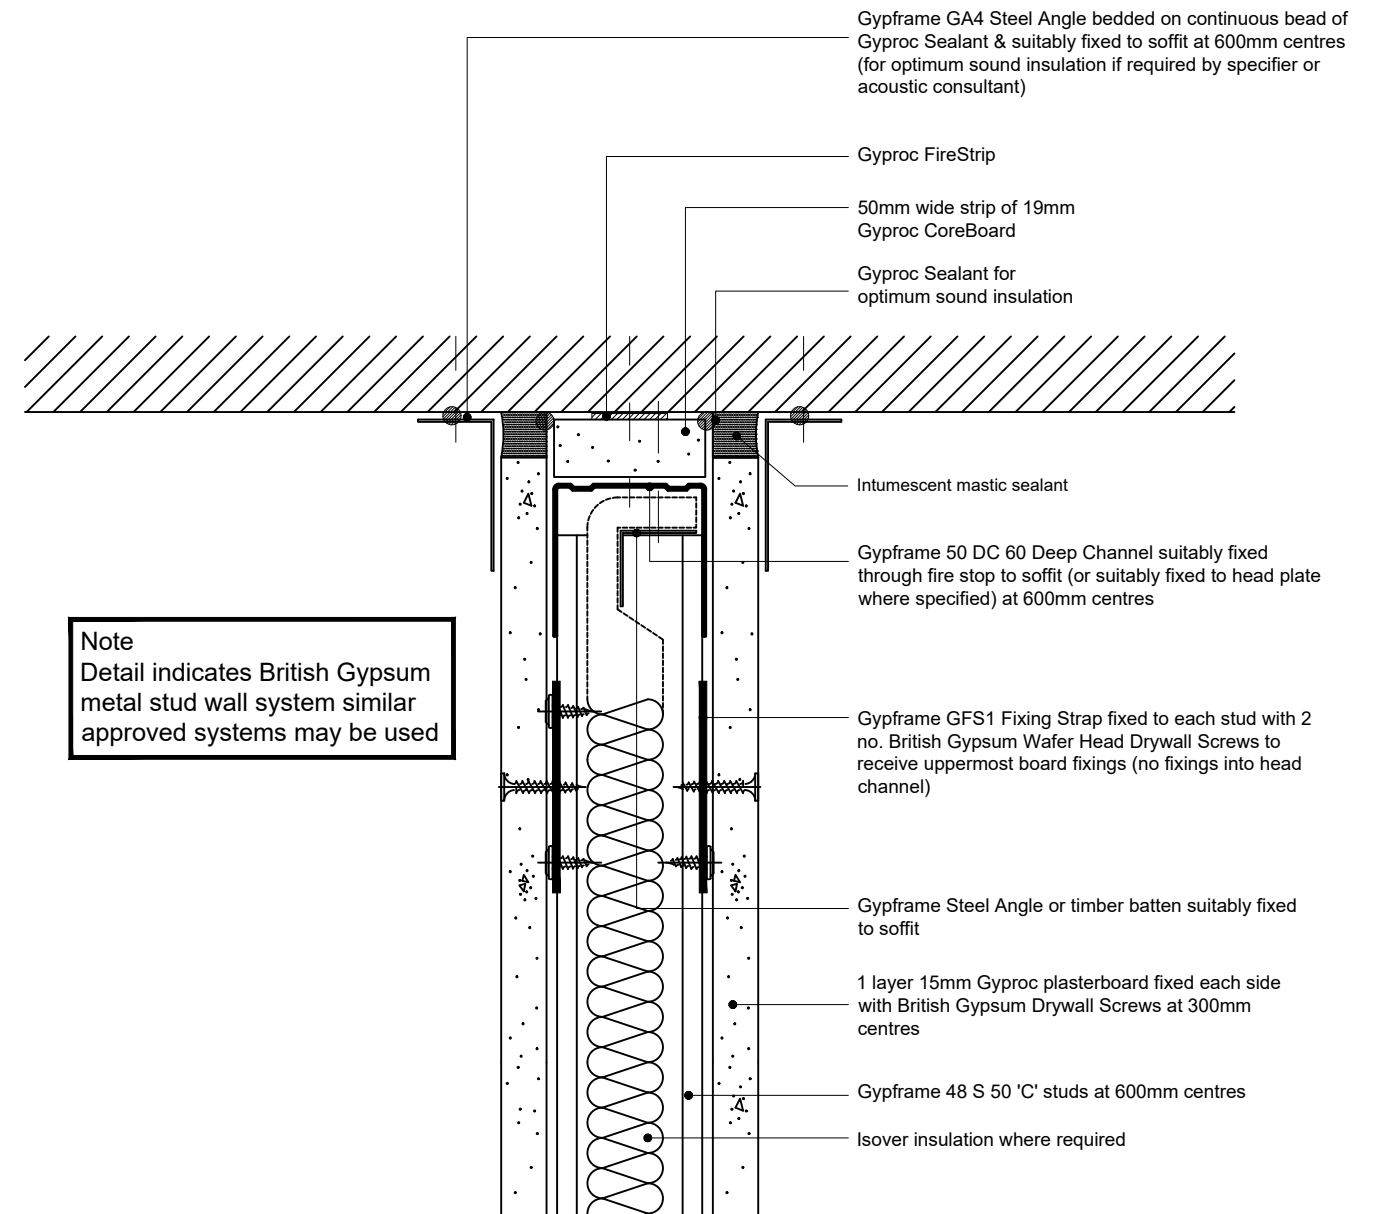 Gypframe GA4 Steel Angle bedded on continuous bead of
Gyproc Sealant & suitably fixed to soffit at 600mm centres
(for optimum sound insulation if required by specifier or
acoustic consultant)
Gyproc FireStrip
50mm wide strip of 19mm
Gyproc CoreBoard
Gyproc Sealant for
optimum sound insulation
Intumescent mastic sealant
Gypframe 50 DC 60 Deep Channel suitably fixed
through fire stop to soffit (or suitably fixed to head plate
where specified) at 600mm centres
Note
Detail indicates British Gypsum
metal stud wall system similar
approved systems may be used
Gypframe GFS1 Fixing Strap fixed to each stud with 2
no. British Gypsum Wafer Head Drywall Screws to
receive uppermost board fixings (no fixings into head
channel)
Gypframe Steel Angle or timber batten suitably fixed
to soffit
1 layer 15mm Gyproc plasterboard fixed each side
with British Gypsum Drywall Screws at 300mm
centres
Gypframe 48 S 50 'C' studs at 600mm centres
Isover insulation where required